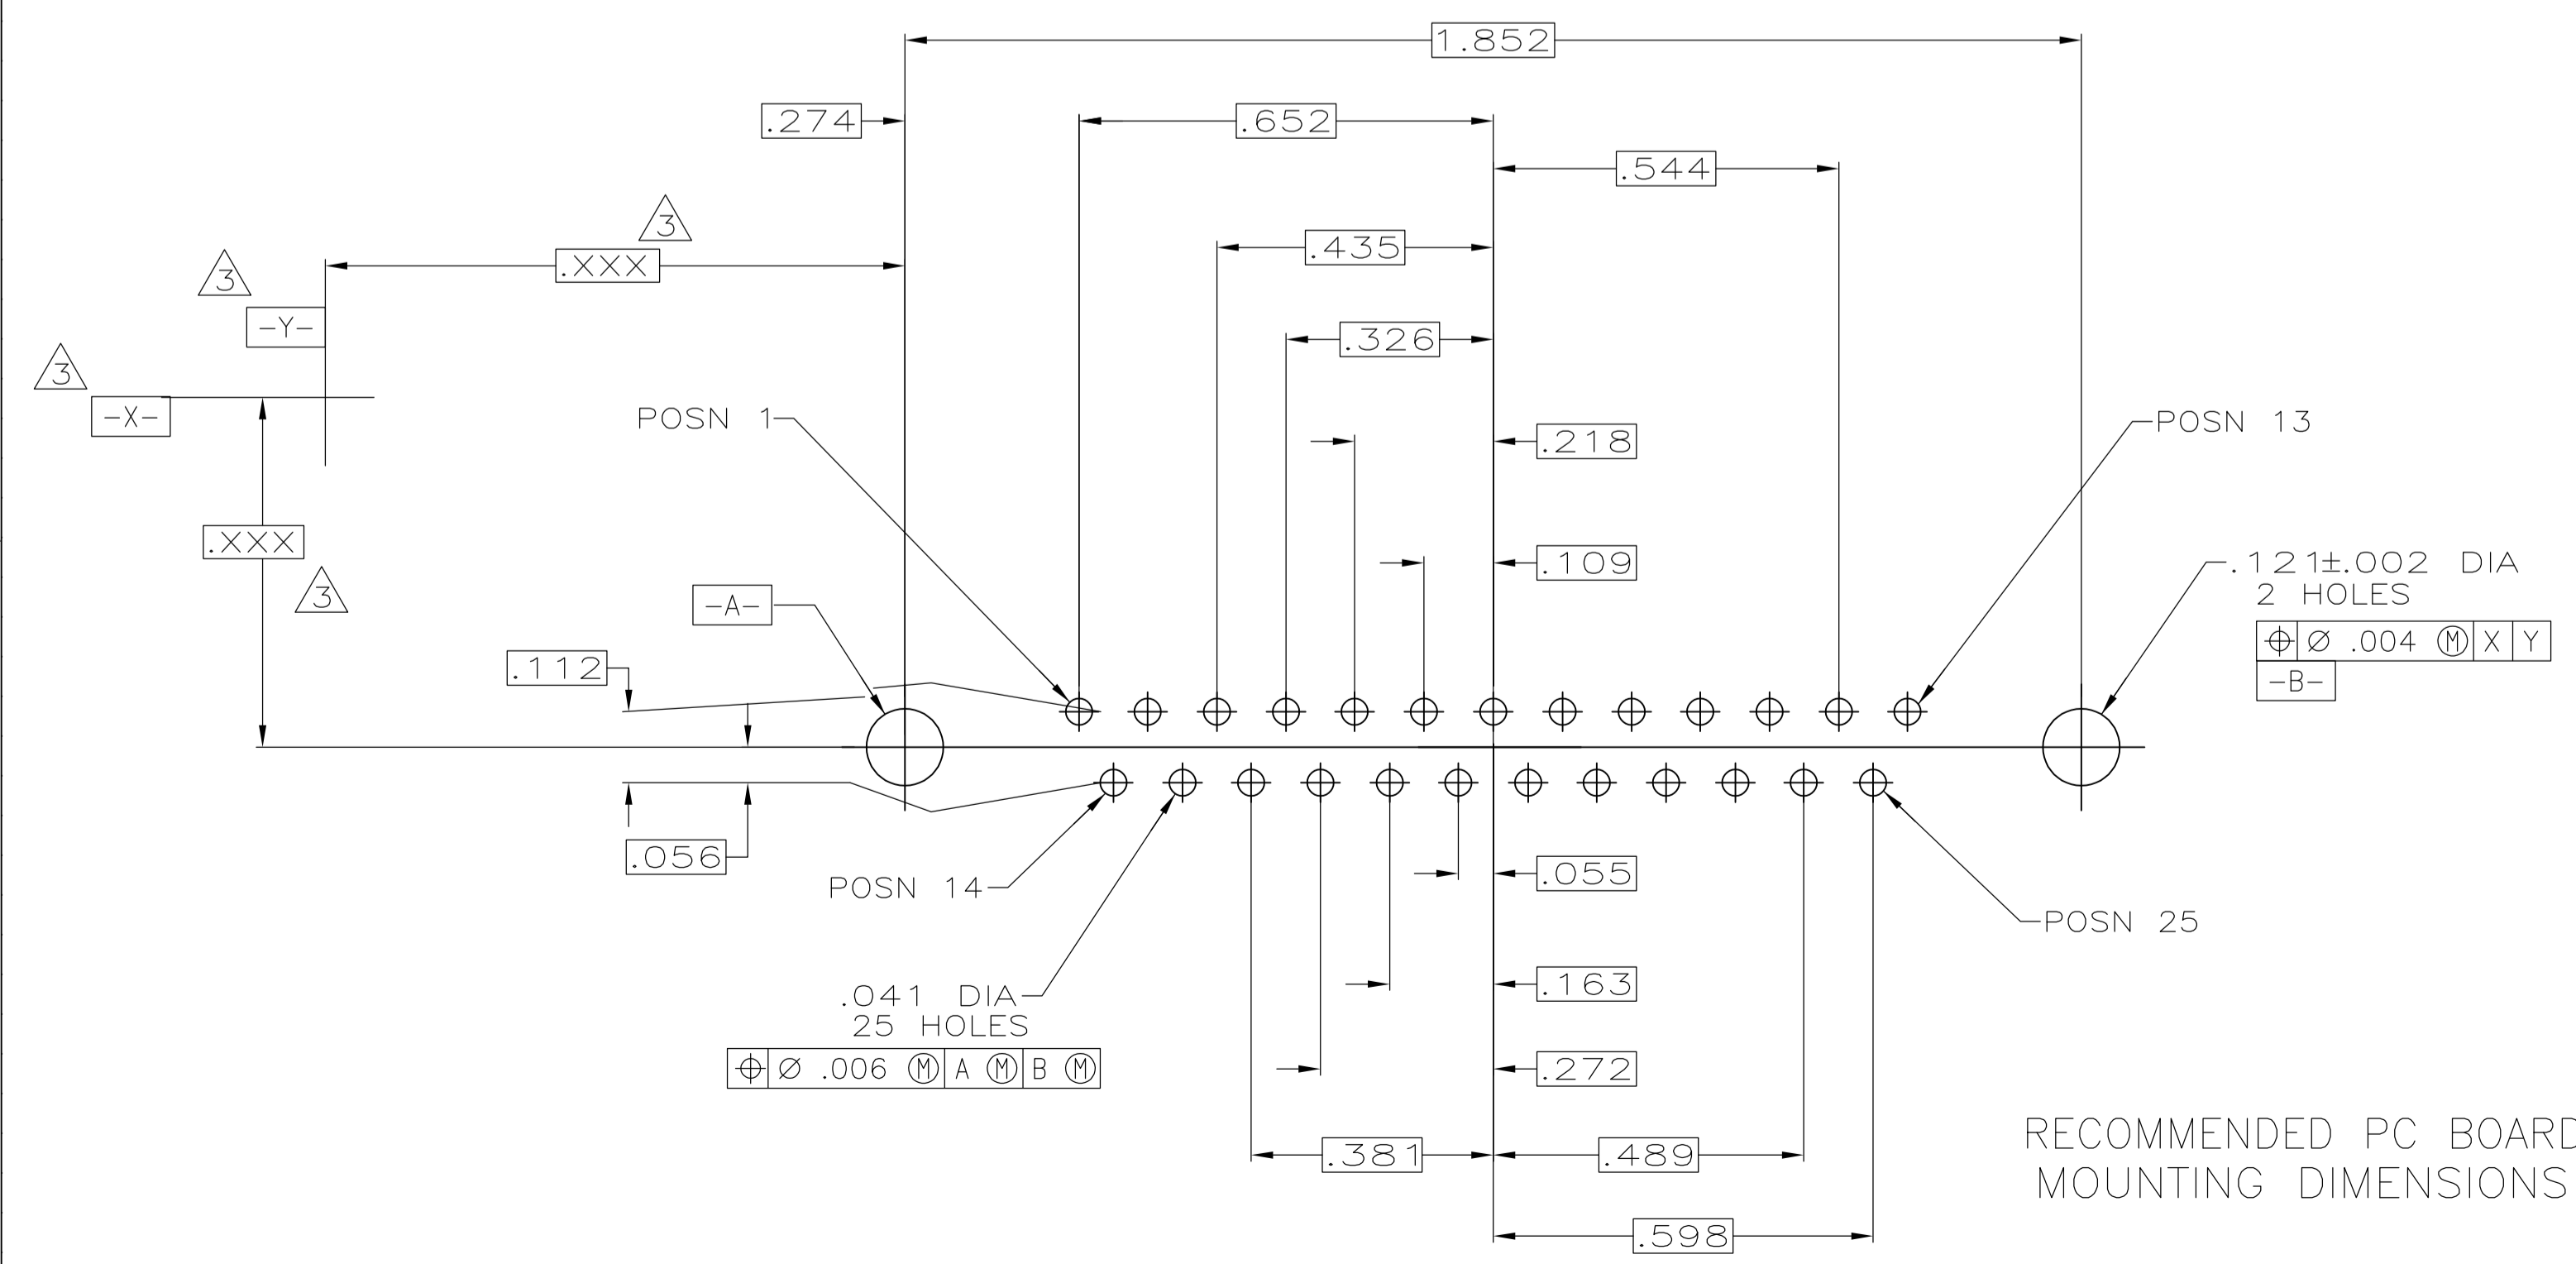 1.852
.274
.652
.544
3
.XXX
.435
3
-Y-
.326
3
-X-
POSN 1
POSN 13
.218
.XXX
3
.109
-A-
.121±.002 DIA
2 HOLES
⌖ Ø .004 Ⓜ X Y
-B-
.112
.056
POSN 14
.055
POSN 25
.041 DIA
25 HOLES
⌖ Ø .006 Ⓜ A Ⓜ B Ⓜ
.163
.272
.381
.489
.598
RECOMMENDED PC BOARD
MOUNTING DIMENSIONS